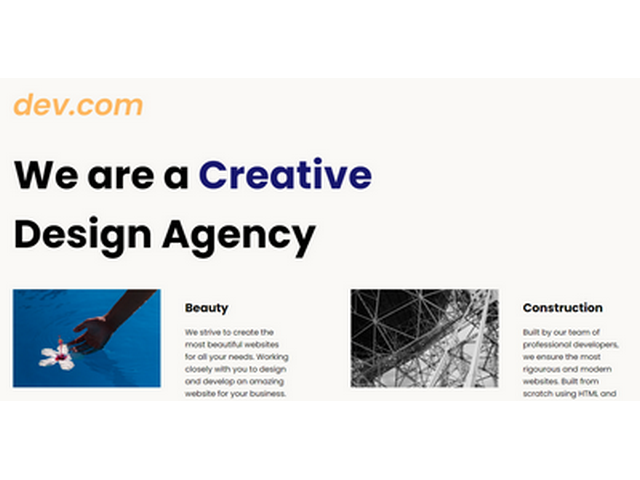 dev.com
We are a Creative
Design Agency
Beauty
We strive to create the
most beautiful websites
for all your needs. Working
closely with you to design
and develop an amazing
website for your business.
Construction
Built by our team of
professional developers,
we ensure the most
rigourous and modern
websites. Built from
scratch using HTML and